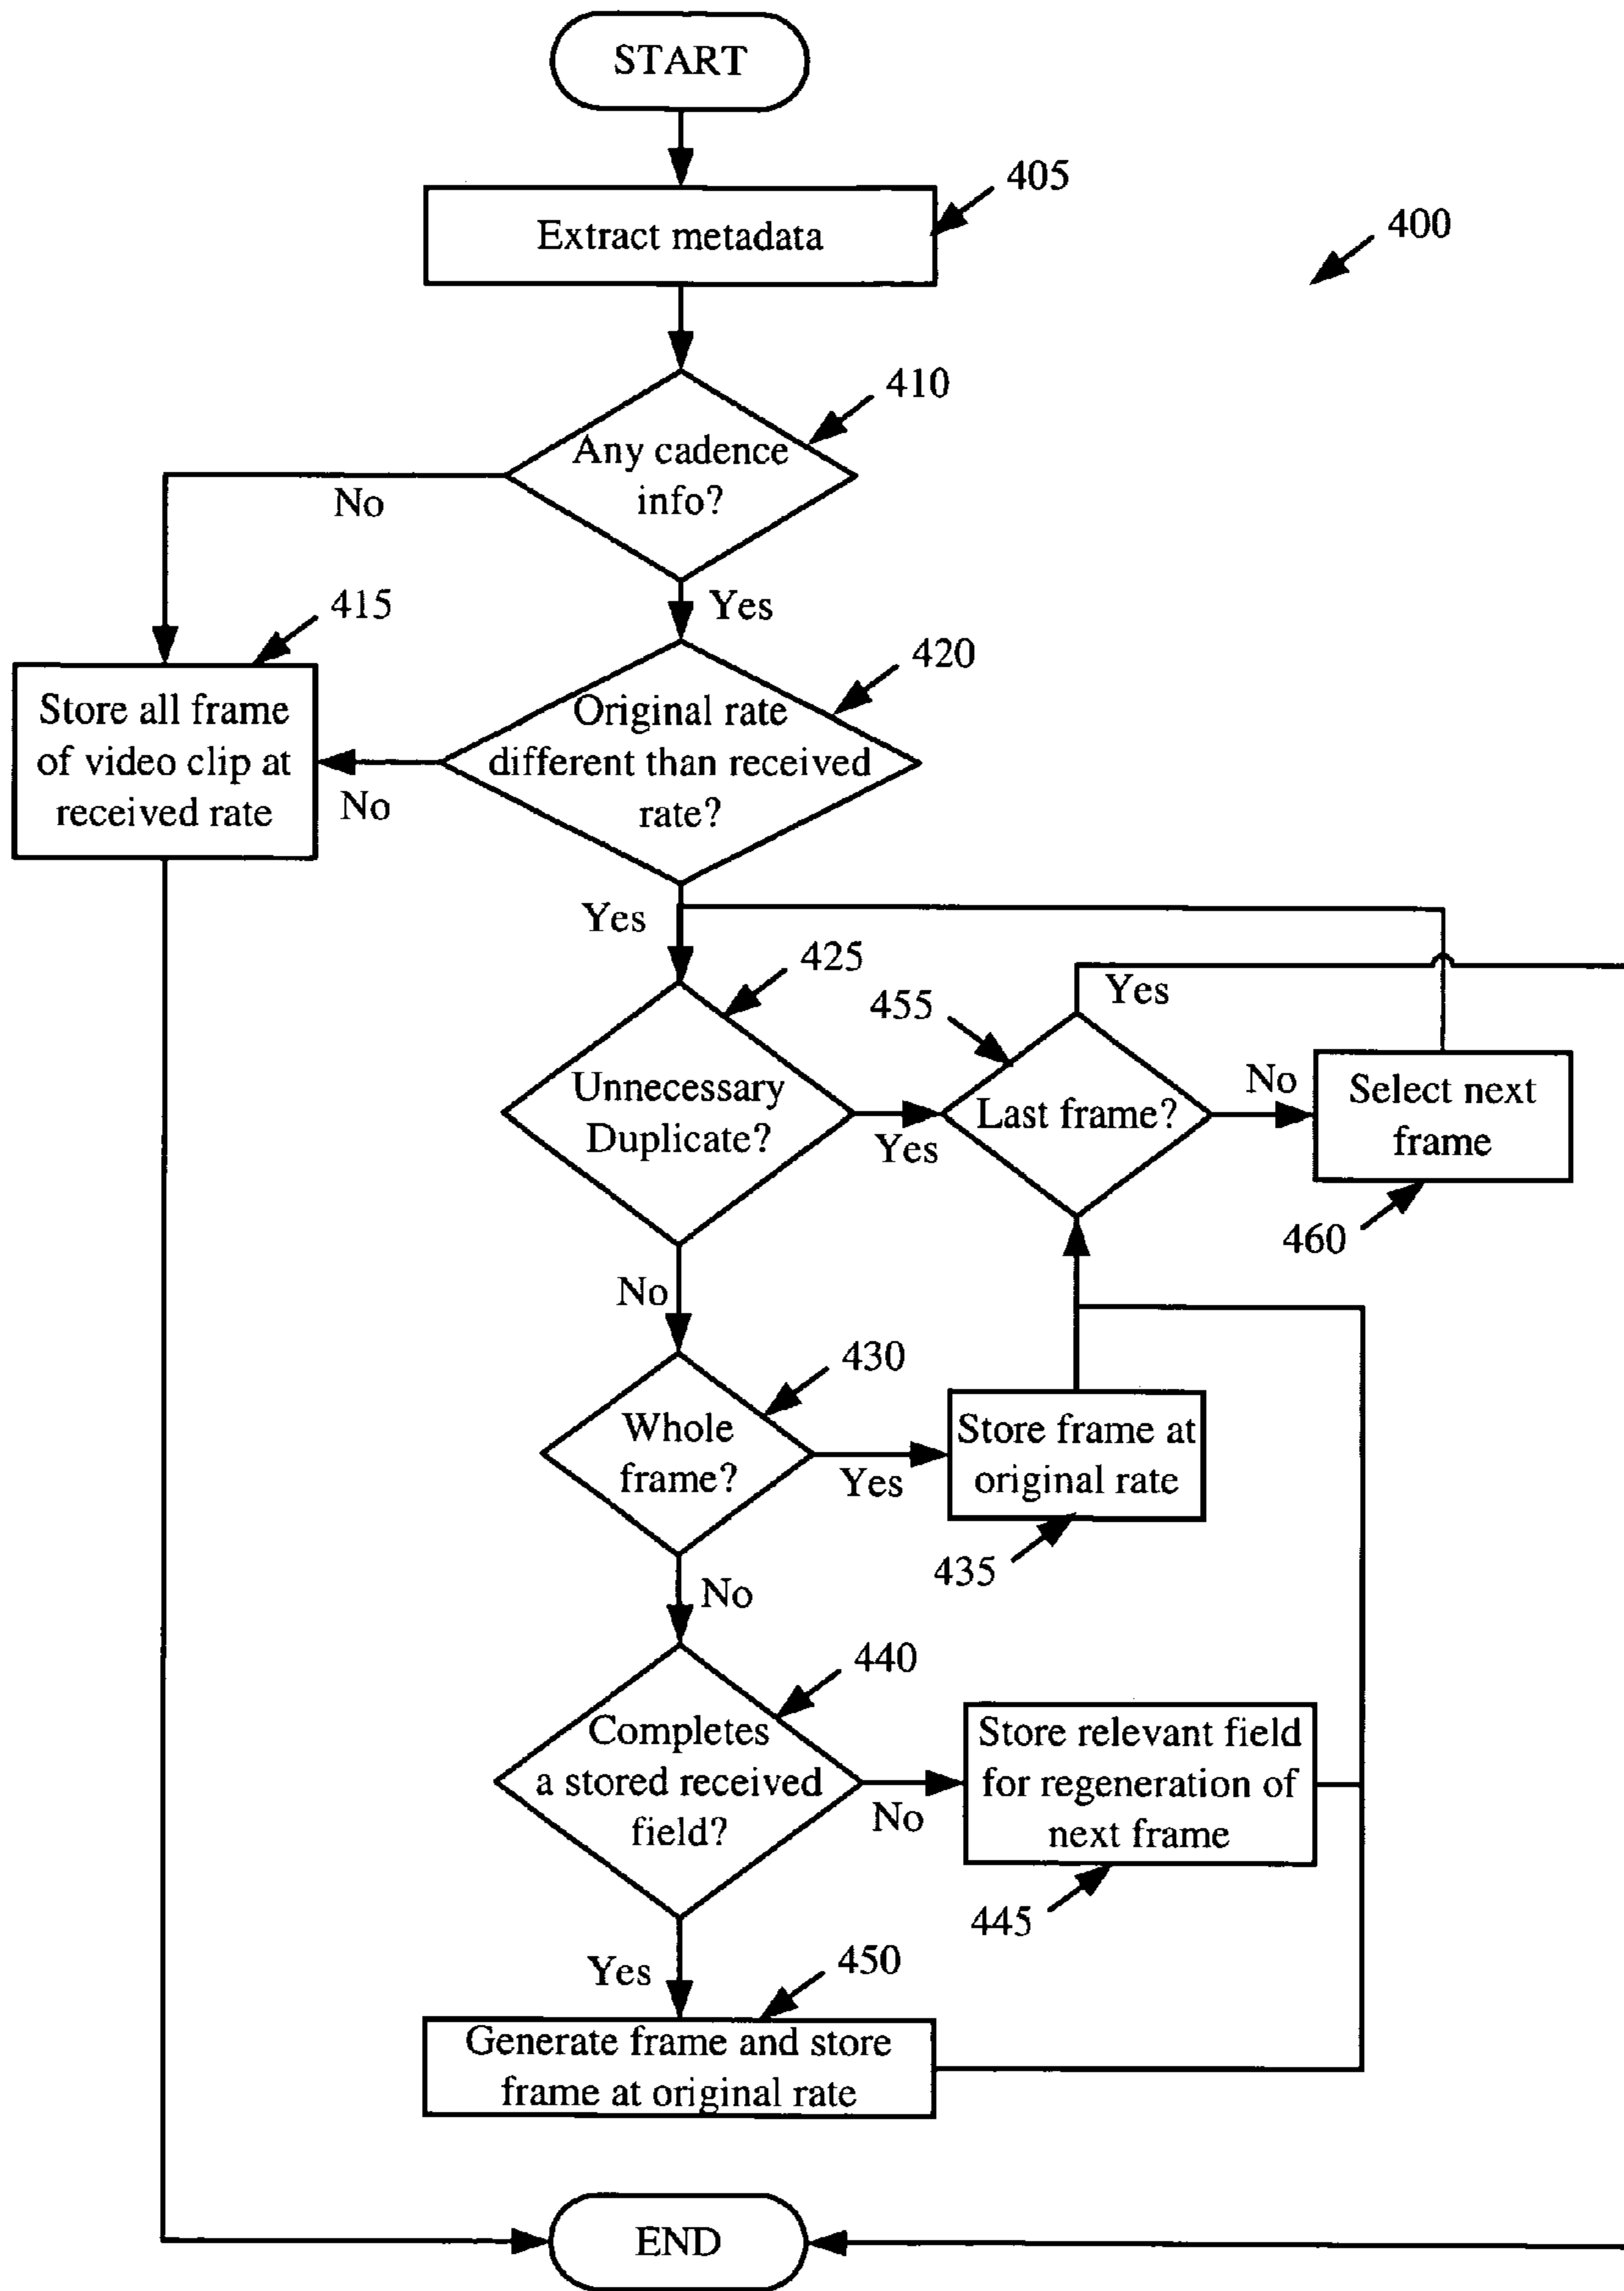 START
405
Extract metadata
400
410
Any cadence
info?
No
Yes
415
420
Store all frame
of video clip at
received rate
Original rate
different than received
rate?
No
Yes
425
455
Yes
Unnecessary
Duplicate?
Yes
Last frame?
No
Select next
frame
460
No
430
Whole
frame?
Yes
Store frame at
original rate
435
No
440
Completes
a stored received
field?
No
Store relevant field
for regeneration of
next frame
445
Yes
450
Generate frame and store
frame at original rate
END